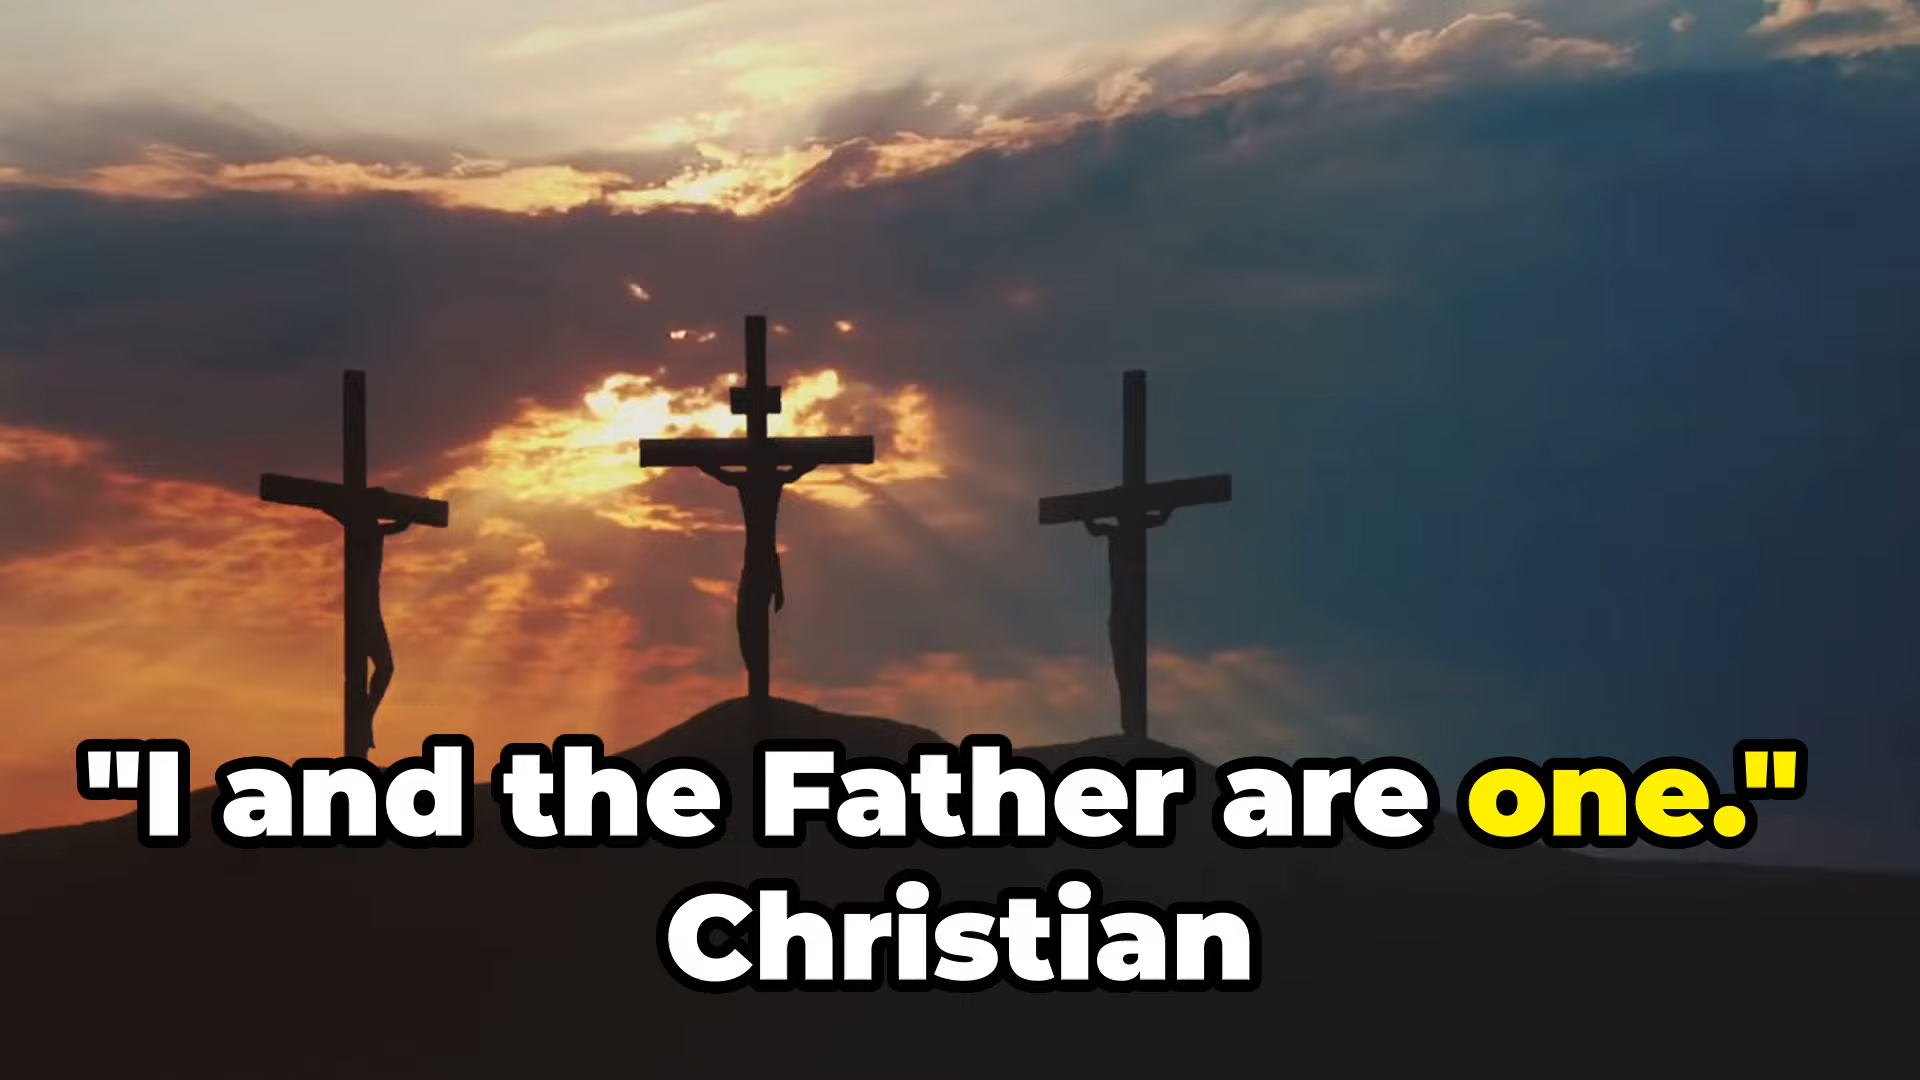 "I and the Father are one."
Christian